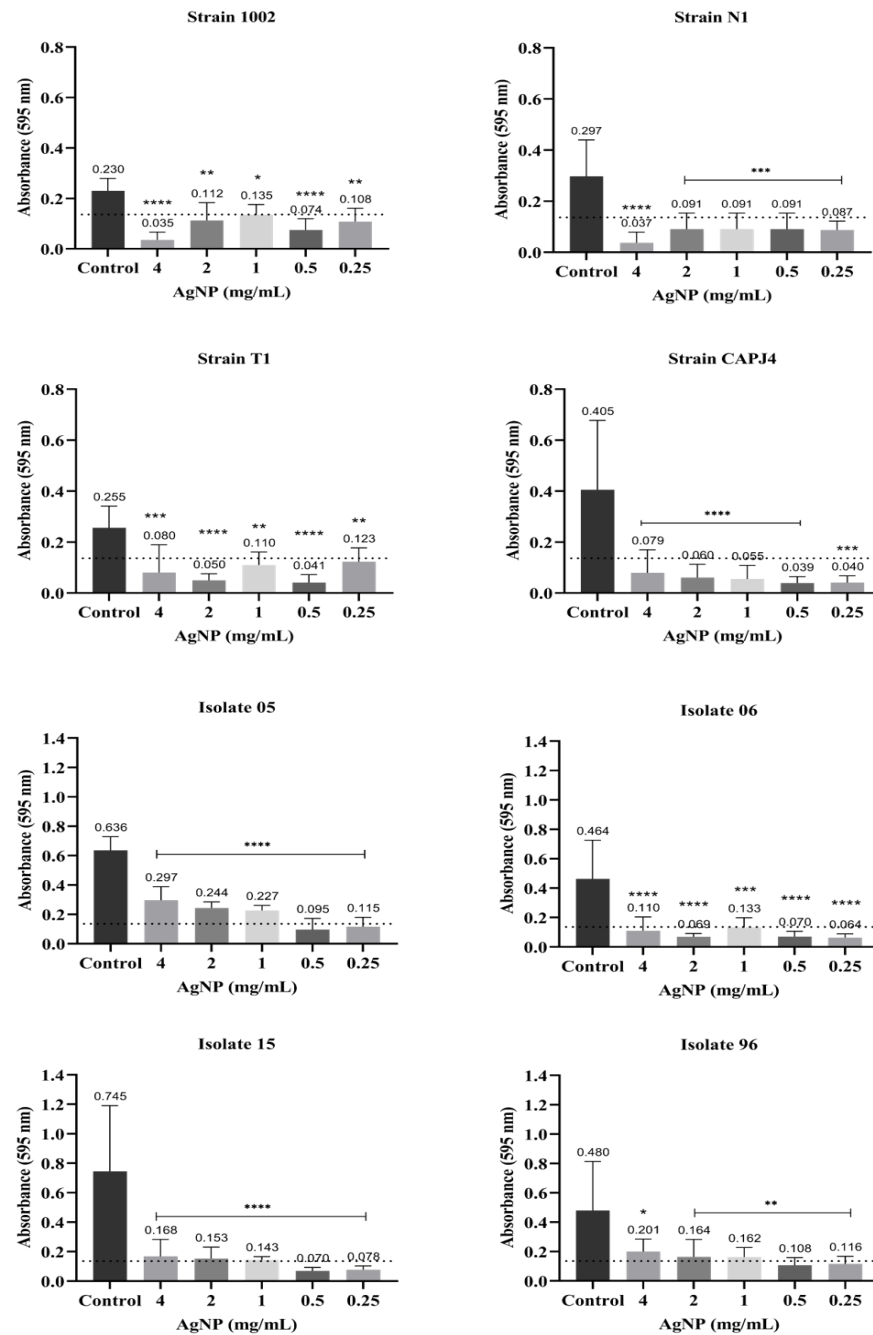 Strain 1002
Absorbance (595 nm)
0.8
0.6
0.4
0.2
0.0
0.230
****
0.035
**
0.112
*
0.135
****
0.074
**
0.108
Control 4 2 1 0.5 0.25
AgNP (mg/mL)
Strain N1
Absorbance (595 nm)
0.8
0.6
0.4
0.2
0.0
0.297
****
0.037
***
0.091 0.091 0.091 0.087
Control 4 2 1 0.5 0.25
AgNP (mg/mL)
Strain T1
Absorbance (595 nm)
0.8
0.6
0.4
0.2
0.0
0.255
***
0.080
****
0.050
**
0.110
****
0.041
**
0.123
Control 4 2 1 0.5 0.25
AgNP (mg/mL)
Strain CAPJ4
Absorbance (595 nm)
0.8
0.6
0.4
0.2
0.0
0.405
****
0.079 0.060 0.055 0.039
***
0.040
Control 4 2 1 0.5 0.25
AgNP (mg/mL)
Isolate 05
Absorbance (595 nm)
1.4
1.2
1.0
0.8
0.6
0.4
0.2
0.0
0.636
****
0.297 0.244 0.227 0.095 0.115
Control 4 2 1 0.5 0.25
AgNP (mg/mL)
Isolate 06
Absorbance (595 nm)
1.4
1.2
1.0
0.8
0.6
0.4
0.2
0.0
0.464
****
0.110
****
0.069
***
0.133
****
0.070
****
0.064
Control 4 2 1 0.5 0.25
AgNP (mg/mL)
Isolate 15
Absorbance (595 nm)
1.4
1.2
1.0
0.8
0.6
0.4
0.2
0.0
0.745
****
0.168 0.153 0.143 0.070 0.078
Control 4 2 1 0.5 0.25
AgNP (mg/mL)
Isolate 96
Absorbance (595 nm)
1.4
1.2
1.0
0.8
0.6
0.4
0.2
0.0
0.480
*
0.201
**
0.164 0.162 0.108 0.116
Control 4 2 1 0.5 0.25
AgNP (mg/mL)